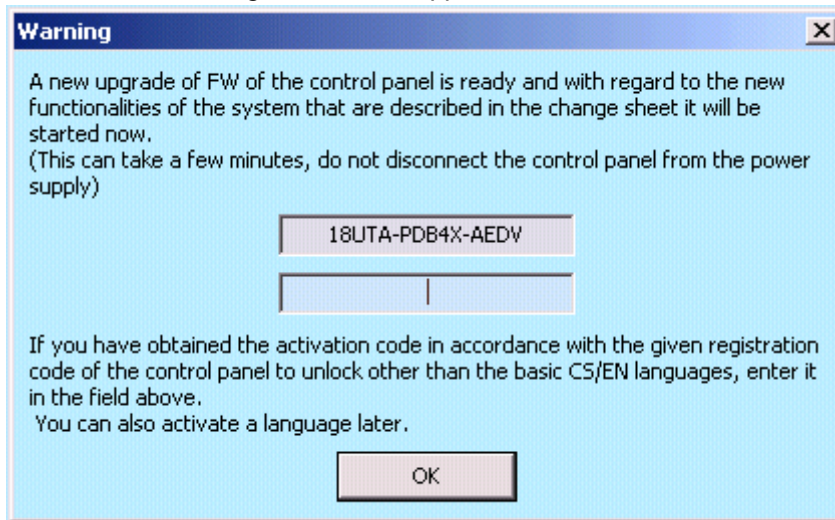 Warning
A new upgrade of FW of the control panel is ready and with regard to the new
functionalities of the system that are described in the change sheet it will be
started now.
(This can take a few minutes, do not disconnect the control panel from the power
supply)
18UTA-PDB4X-AEDV
If you have obtained the activation code in accordance with the given registration
code of the control panel to unlock other than the basic CS/EN languages, enter it
in the field above.
You can also activate a language later.
OK